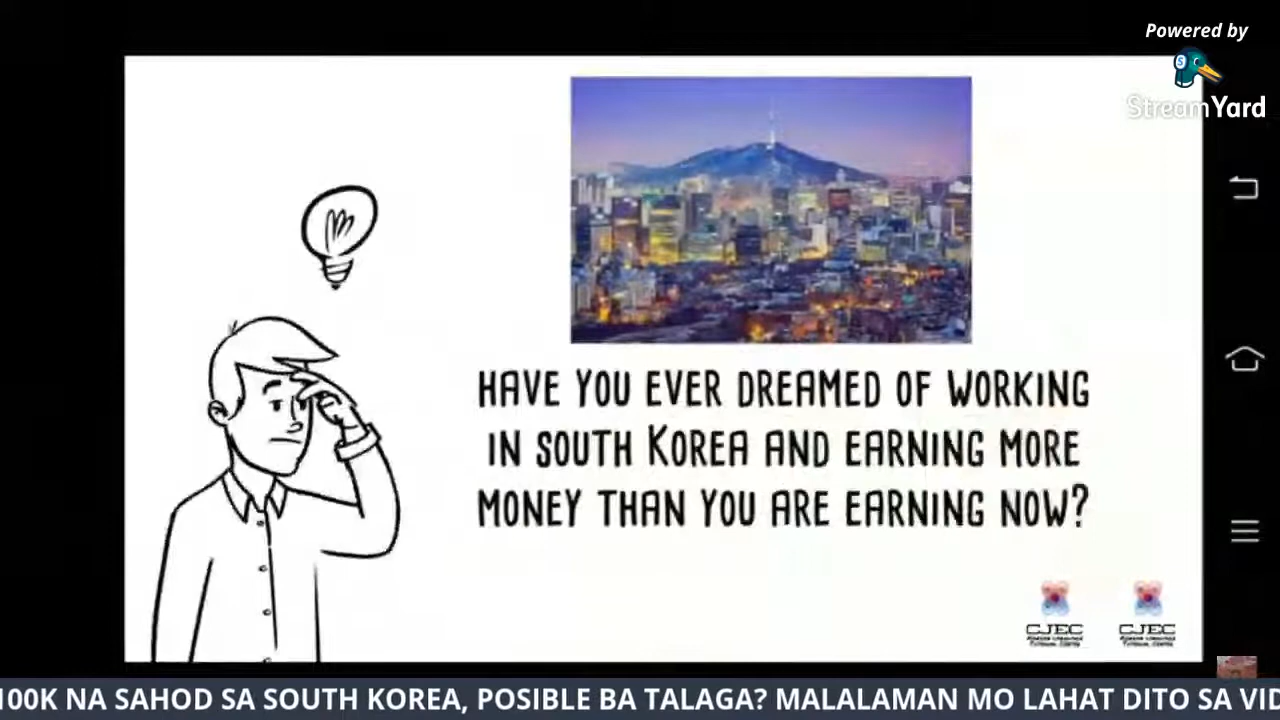 Powered by
StreamYard
HAVE YOU EVER DREAMED OF WORKING
IN SOUTH KOREA AND EARNING MORE
MONEY THAN YOU ARE EARNING NOW?
CJEC CJEC
100K NA SAHOD SA SOUTH KOREA, POSIBLE BA TALAGA? MALALAMAN MO LAHAT DITO SA VID